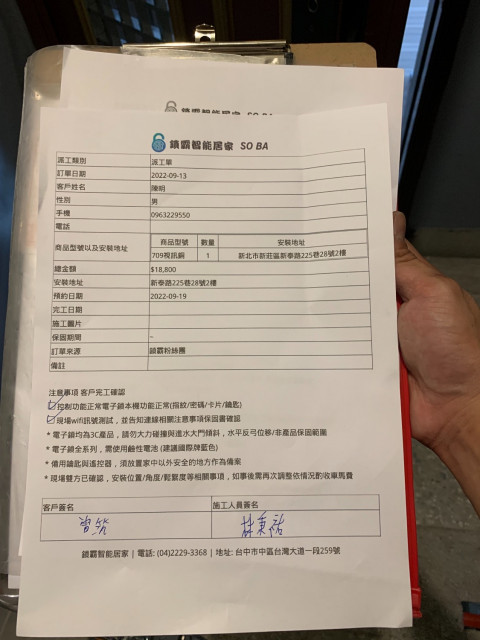 鎖霸智能居家 SO BA
鎖霸智能居家 SO BA
派工類別 派工單
訂單日期 2022-09-13
客戶姓名 陳明
性別 男
手機 0963229550
電話
商品型號以及安裝地址 商品型號 數量 安裝地址
709視訊鎖 1 新北市新莊區新泰路225巷28號2樓
總金額 $18,800
安裝地址 新泰路225巷28號2樓
預約日期 2022-09-19
完工日期
施工圖片
保固期間 –
訂單來源 鎖霸粉絲團
備註
注意事項 客戶完工確認
控制功能正常電子鎖本機功能正常(指紋/密碼/卡片/鑰匙)
現場wifi訊號測試，並告知連線相關注意事項保固書確認
* 電子鎖均為3C產品，請勿大力碰撞與進水大門傾斜，水平反弓位移/非產品保固範圍
* 電子鎖全系列，需使用鹼性電池 (建議國際牌藍色)
* 備用鑰匙與遙控器，須放置家中以外安全的地方作為備案
* 現場雙方已確認，安裝位置/角度/鬆緊度等相關事項，如事後需再次調整依情況酌收車馬費
客戶簽名 施工人員簽名
林秉祐
鎖霸智能居家 | 電話: (04)2229-3368 | 地址: 台中市中區台灣大道一段259號